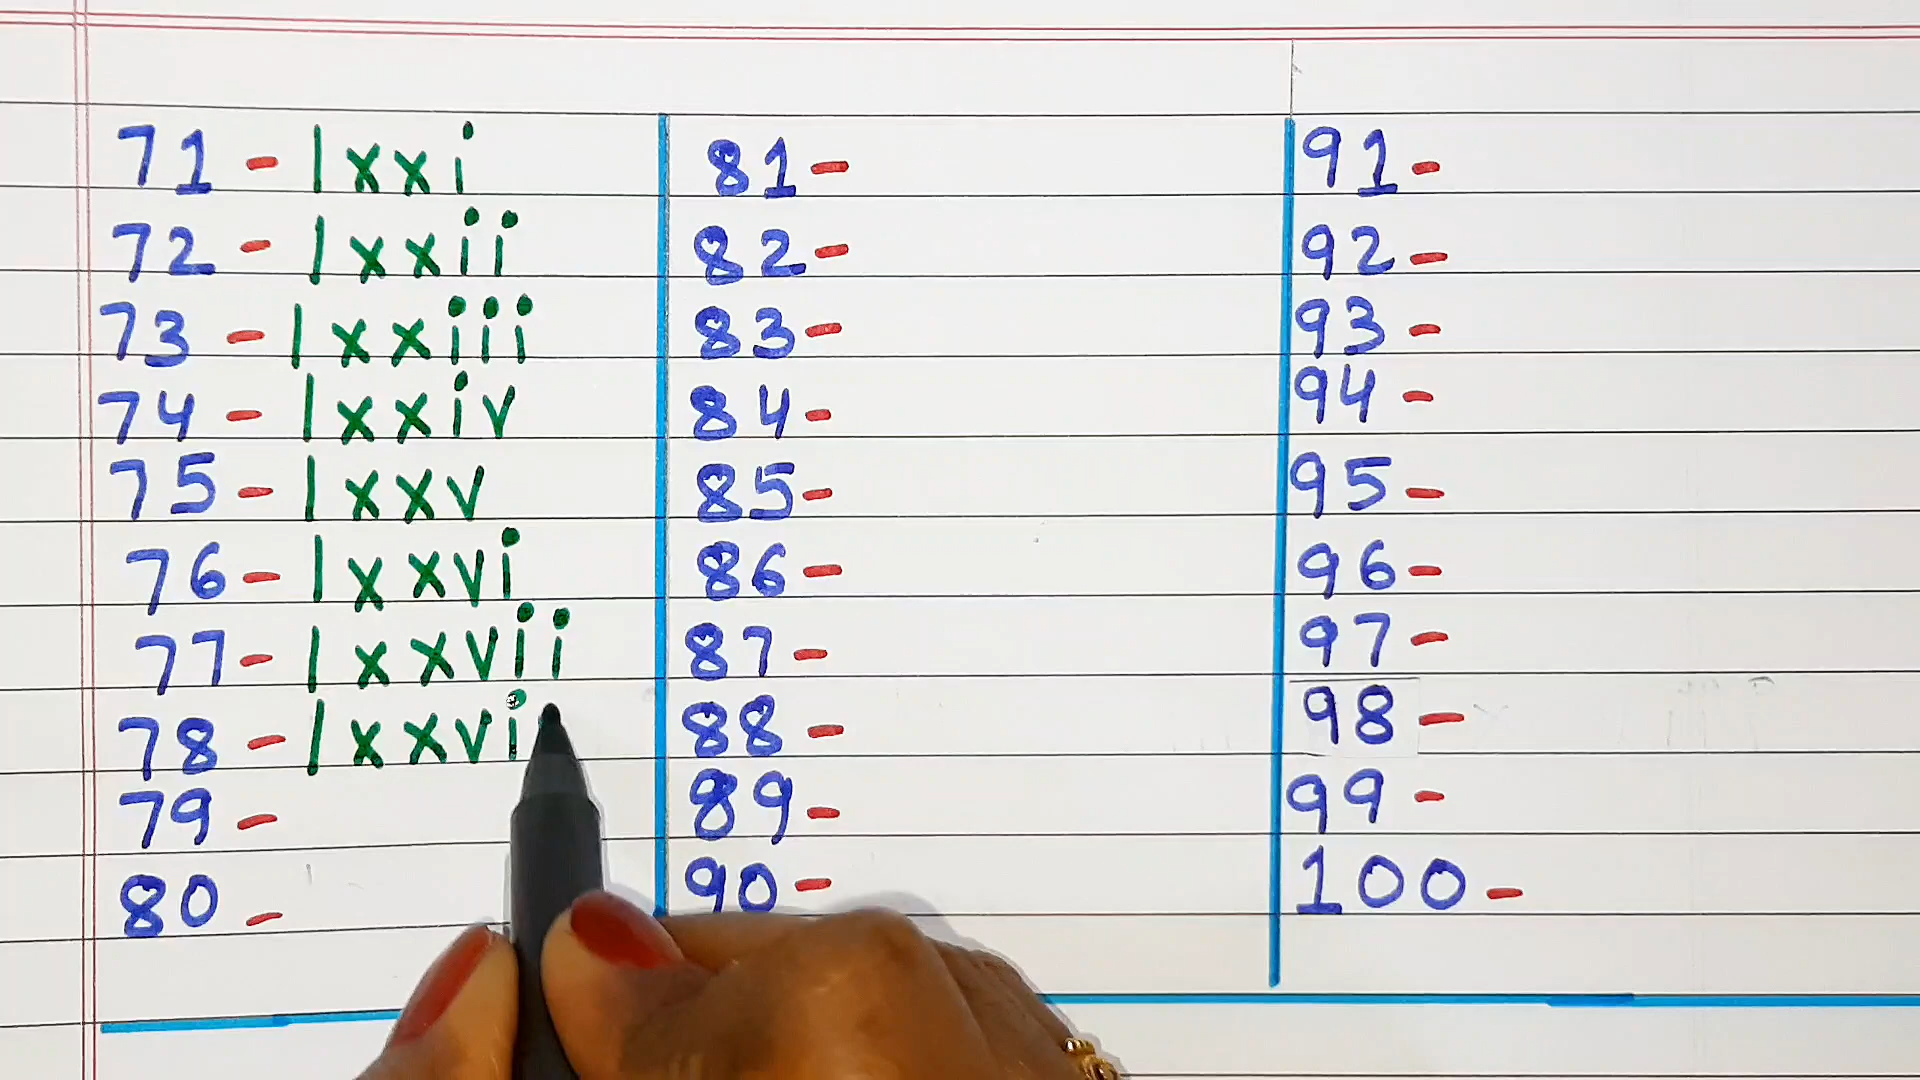 71 - lxxi
72 - lxxii
73 - lxxiii
74 - lxxiv
75 - lxxv
76 - lxxvi
77 - lxxvii
78 - lxxvi
79 -
80 -
81 -
82 -
83 -
84 -
85 -
86 -
87 -
88 -
89 -
90 -
91 -
92 -
93 -
94 -
95 -
96 -
97 -
98 -
99 -
100 -